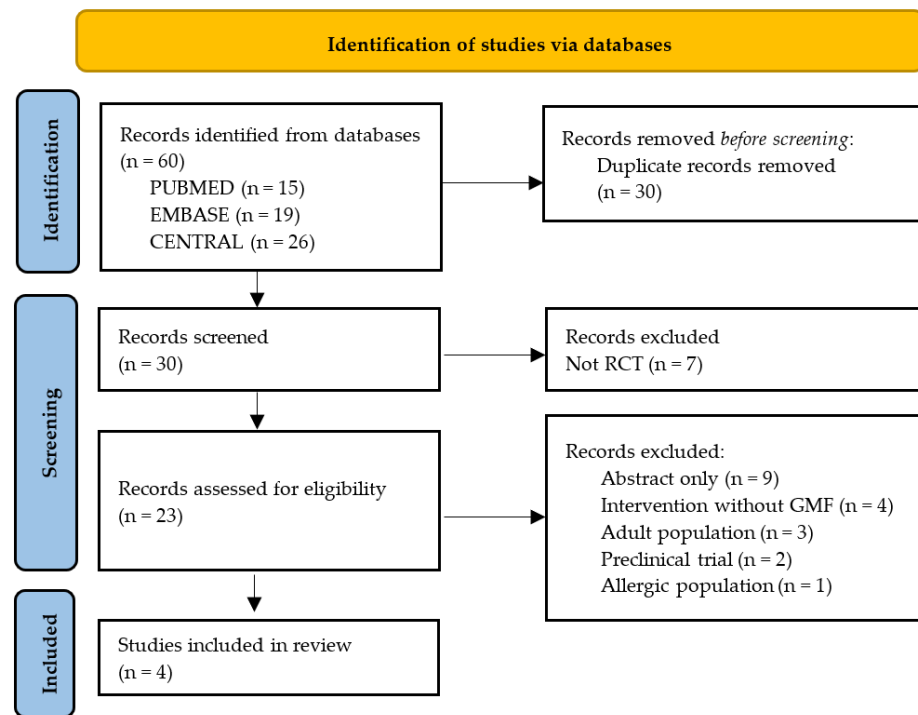 Identification of studies via databases
Identification
Records identified from databases
(n = 60)
PUBMED (n = 15)
EMBASE (n = 19)
CENTRAL (n = 26)
Records removed before screening:
Duplicate records removed
(n = 30)
Screening
Records screened
(n = 30)
Records excluded
Not RCT (n = 7)
Records assessed for eligibility
(n = 23)
Records excluded:
Abstract only (n = 9)
Intervention without GMF (n = 4)
Adult population (n = 3)
Preclinical trial (n = 2)
Allergic population (n = 1)
Included
Studies included in review
(n = 4)